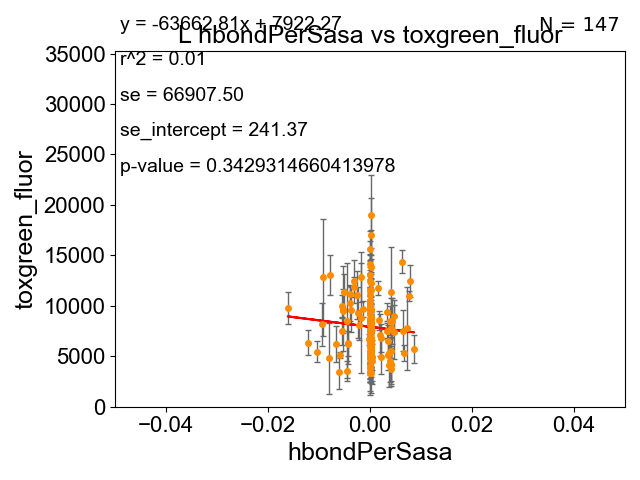 y = -63662.81x + 7922.27
N = 147
L hbondPerSasa vs toxgreen_fluor
r^2 = 0.01
se = 66907.50
se_intercept = 241.37
p-value = 0.3429314660413978
35000
30000
25000
20000
15000
10000
5000
0
toxgreen_fluor
−0.04
−0.02
0.00
0.02
0.04
hbondPerSasa